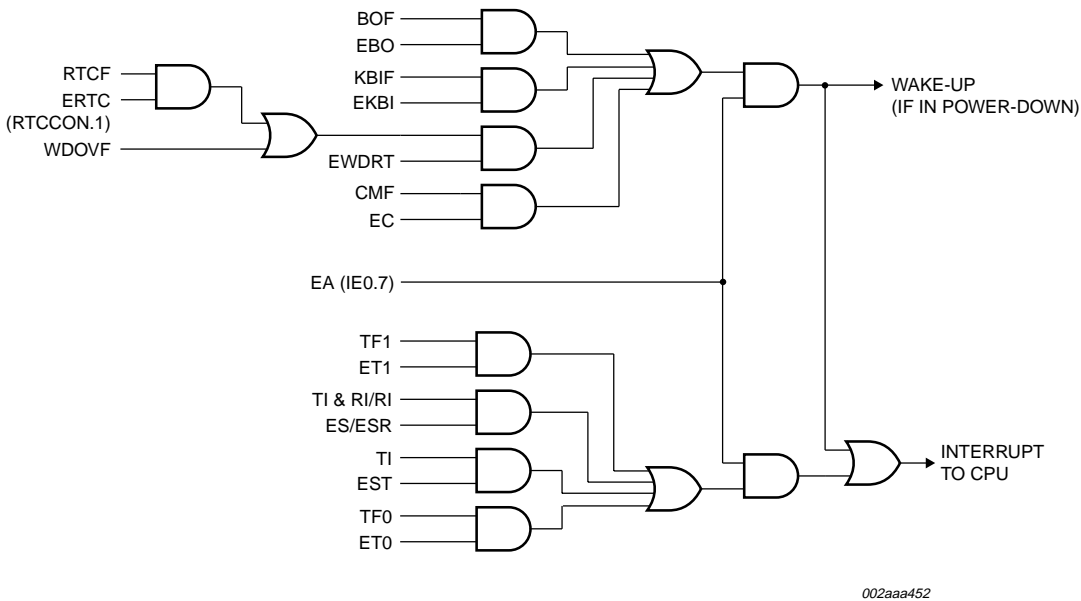 BOF
EBO
RTCF
KBIF
ERTC
EKBI
(RTCCON.1)
WAKE-UP
(IF IN POWER-DOWN)
WDOVF
EWDRT
CMF
EC
EA (IE0.7)
TF1
ET1
TI & RI/RI
ES/ESR
TI
EST
INTERRUPT
TO CPU
TF0
ET0
002aaa452